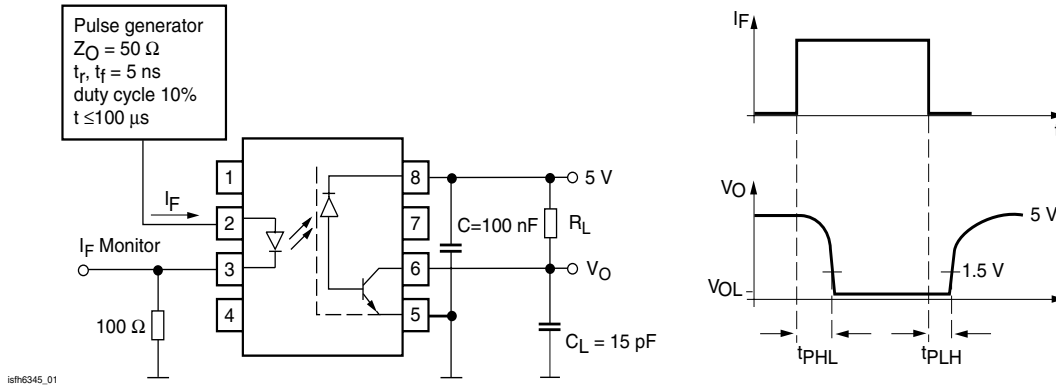 Pulse generator
ZO = 50 Ω
tr, tf = 5 ns
duty cycle 10%
t ≤100 μs
IF
IF Monitor
100 Ω
1
2
3
4
8
7
6
5
C=100 nF
5 V
RL
VO
CL = 15 pF
isfh6345_01
IF
t
VO
5 V
1.5 V
VOL
t
tPHL
tPLH